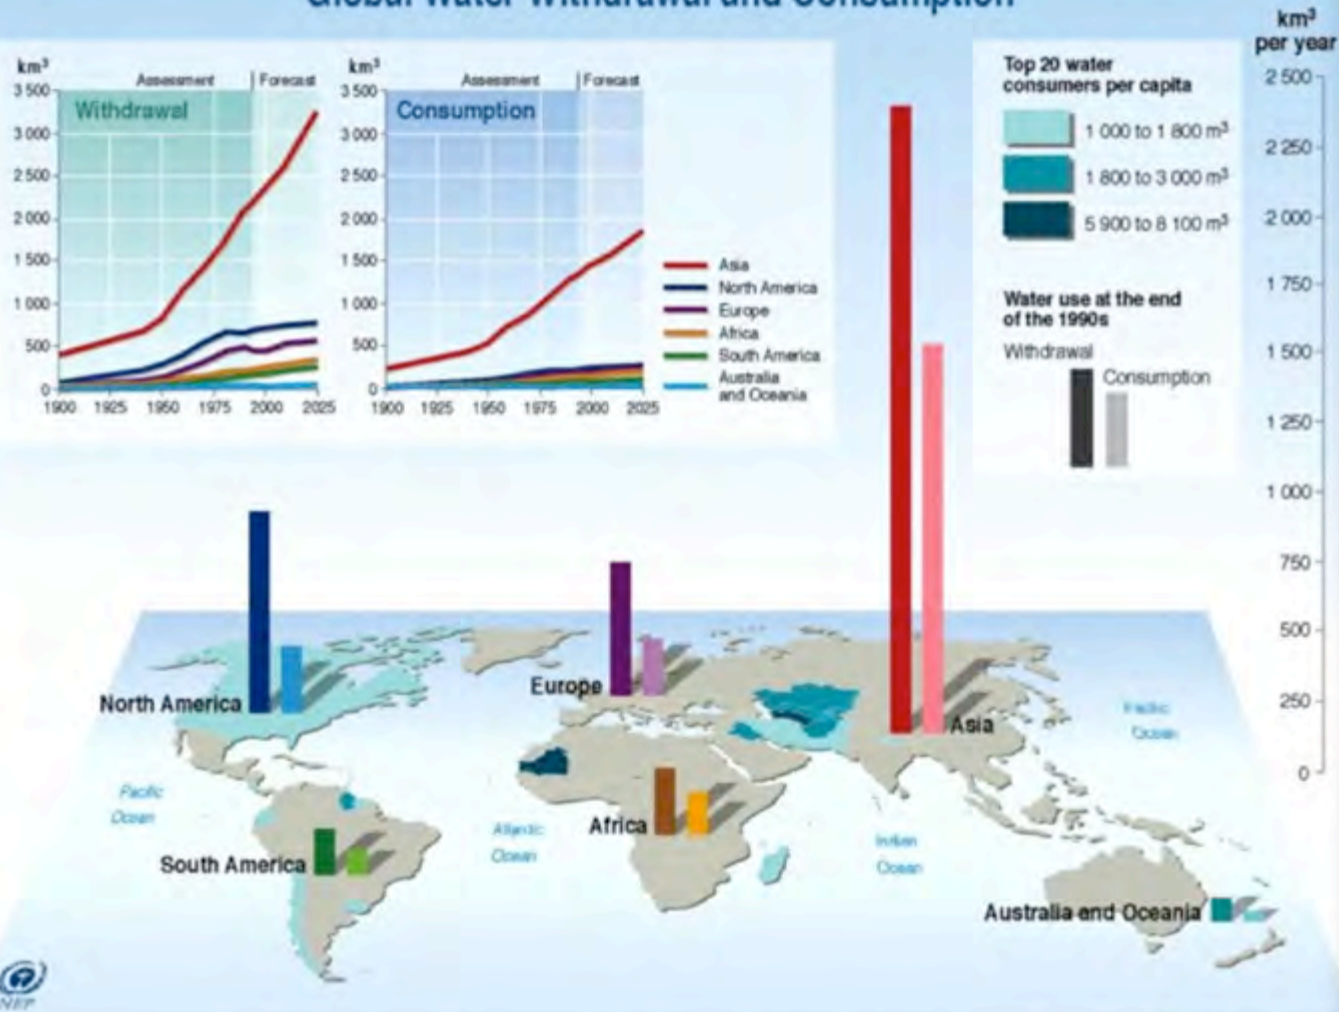 Global Water Withdrawal and Consumption
km³
Assessment
Forecast
3 500
Withdrawal
3 000
2 500
2 000
1 500
1 000
500
0
1900 1925 1950 1975 2000 2025
km³
Assessment
Forecast
3 500
Consumption
3 000
2 500
2 000
1 500
1 000
500
0
1900 1925 1950 1975 2000 2025
Asia
North America
Europe
Africa
South America
Australia
and Oceania
Top 20 water
consumers per capita
1 000 to 1 800 m³
1 800 to 3 000 m³
5 900 to 8 100 m³
Water use at the end
of the 1990s
Withdrawal
Consumption
km³
per year
2 500
2 250
2 000
1 750
1 500
1 250
1 000
750
500
250
0
North America
Europe
Asia
Pacific
Ocean
Pacific
Ocean
Atlantic
Ocean
Africa
Indian
Ocean
South America
Australia and Oceania
NEP